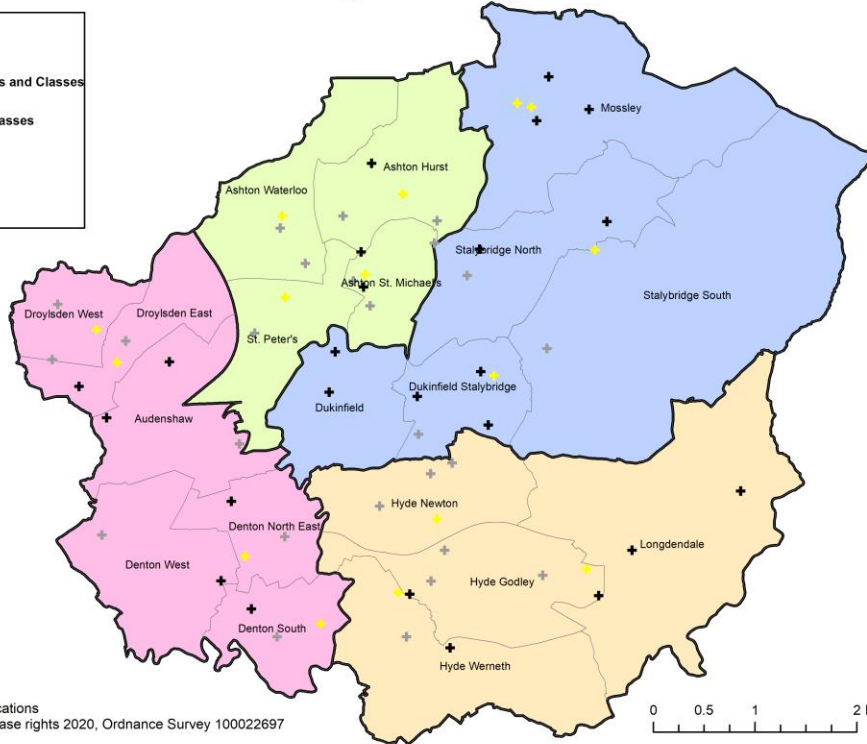 s and Classes
asses
Mossley
Ashton Hurst
Ashton Waterloo
Stalybridge North
Ashton St. Michael's
Stalybridge South
Droylsden West
Droylsden East
St. Peter's
Dukinfield Stalybridge
Dukinfield
Audenshaw
Hyde Newton
Denton North East
Longdendale
Denton West
Hyde Godley
Denton South
Hyde Werneth
cations
ase rights 2020, Ordnance Survey 100022697
0 0.5 1 2